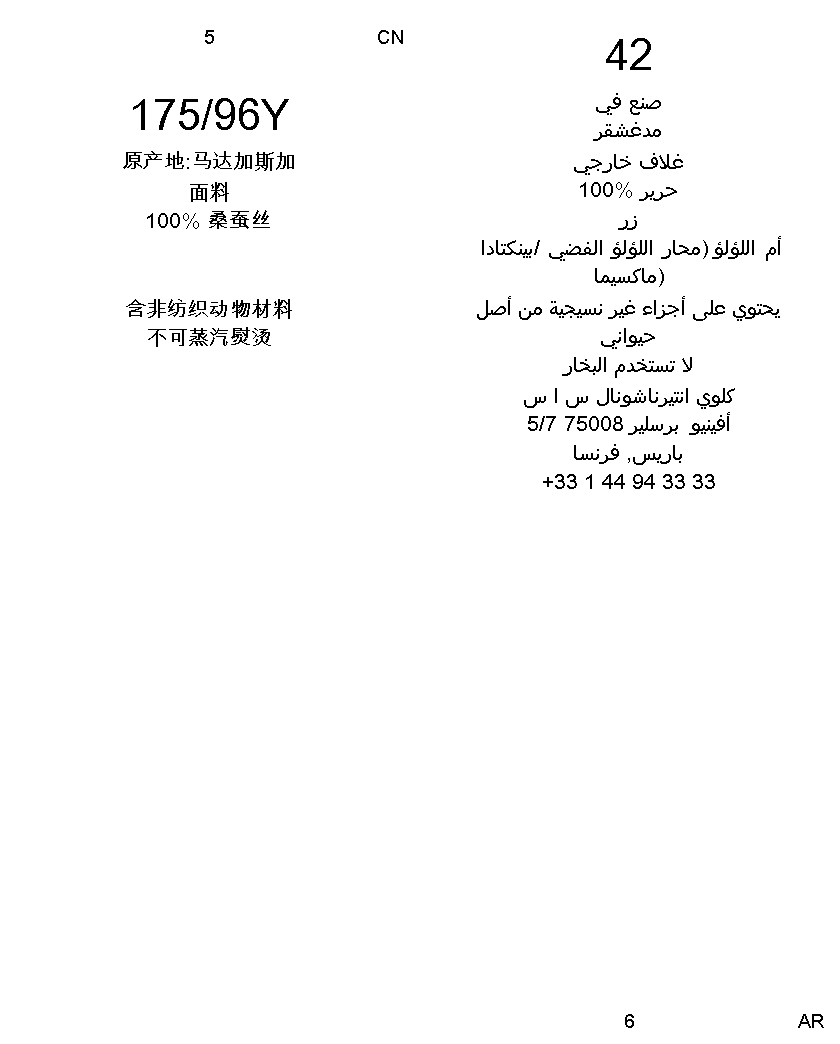 5
CN
175/96Y
原产地:马达加斯加
面料
100% 桑蚕丝
含非纺织动物材料
不可蒸汽熨烫
42
صنع في
مدغشقر
غلاف خارجي
100% حرير
زر
أم اللؤلؤ (محار اللؤلؤ الفضي /بينكتادا
ماكسيما)
يحتوي على أجزاء غير نسيجية من أصل
حيواني
لا تستخدم البخار
كلوي انتيرناشونال س ا س
5/7 75008 أفينيو برسلير
باريس, فرنسا
+33 1 44 94 33 33
6
AR